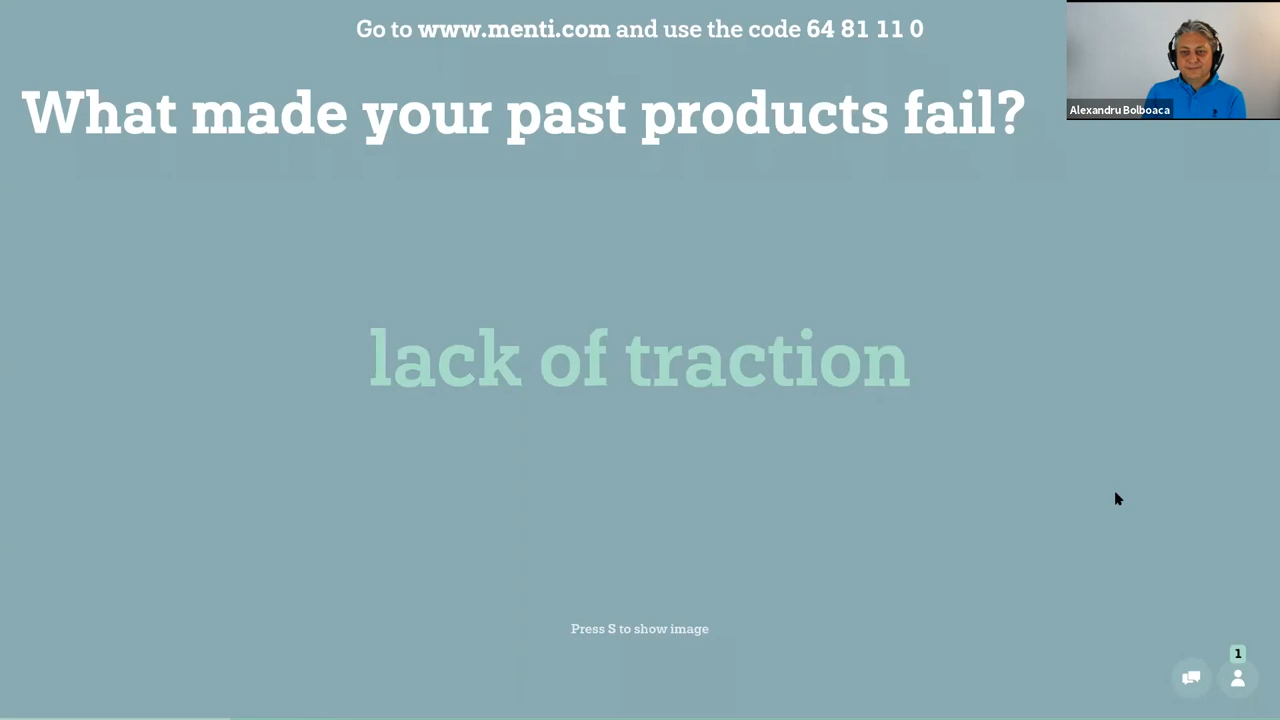 Go to www.menti.com and use the code 64 81 11 0
What made your past products fail?
Alexandru Bolboaca
lack of traction
Press S to show image
1